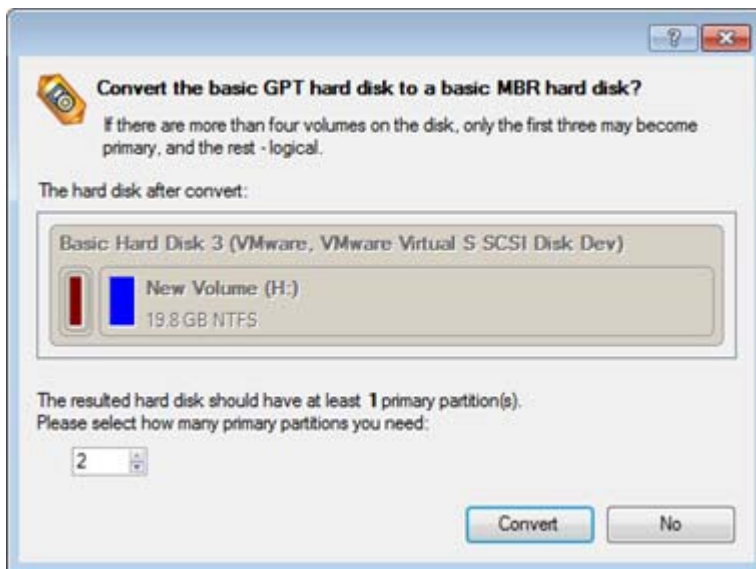 Convert the basic GPT hard disk to a basic MBR hard disk?
If there are more than four volumes on the disk, only the first three may become
primary, and the rest - logical.
The hard disk after convert:
Basic Hard Disk 3 (VMware, VMware Virtual S SCSI Disk Dev)
New Volume (H:)
19.8 GB NTFS
The resulted hard disk should have at least 1 primary partition(s).
Please select how many primary partitions you need:
2
Convert No